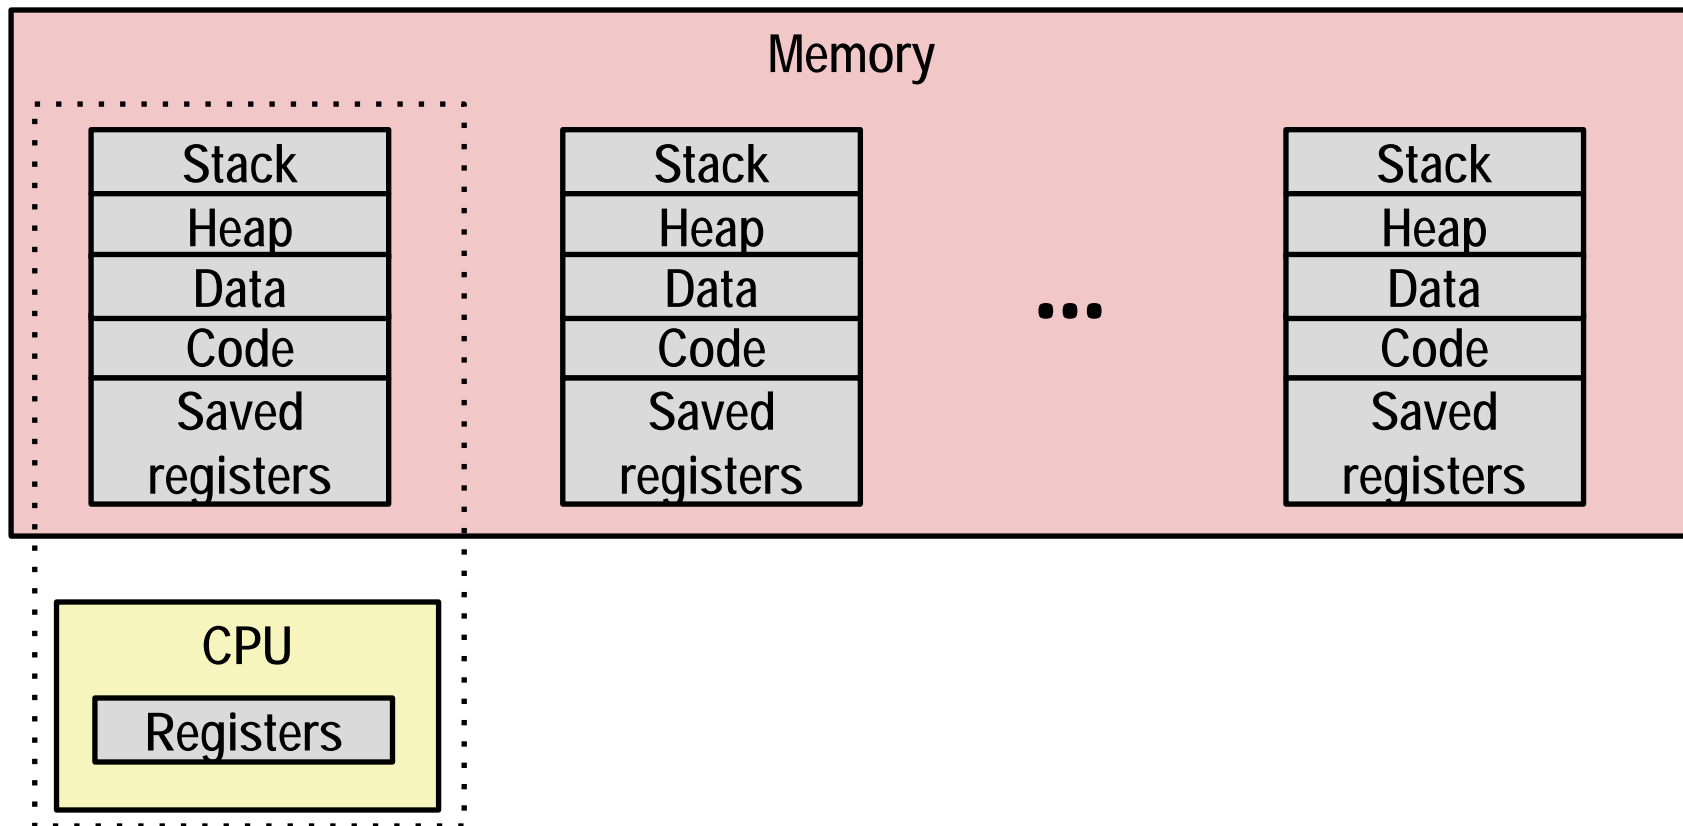 Memory
Stack
Heap
Data
Code
Saved
registers
Stack
Heap
Data
Code
Saved
registers
...
Stack
Heap
Data
Code
Saved
registers
CPU
Registers